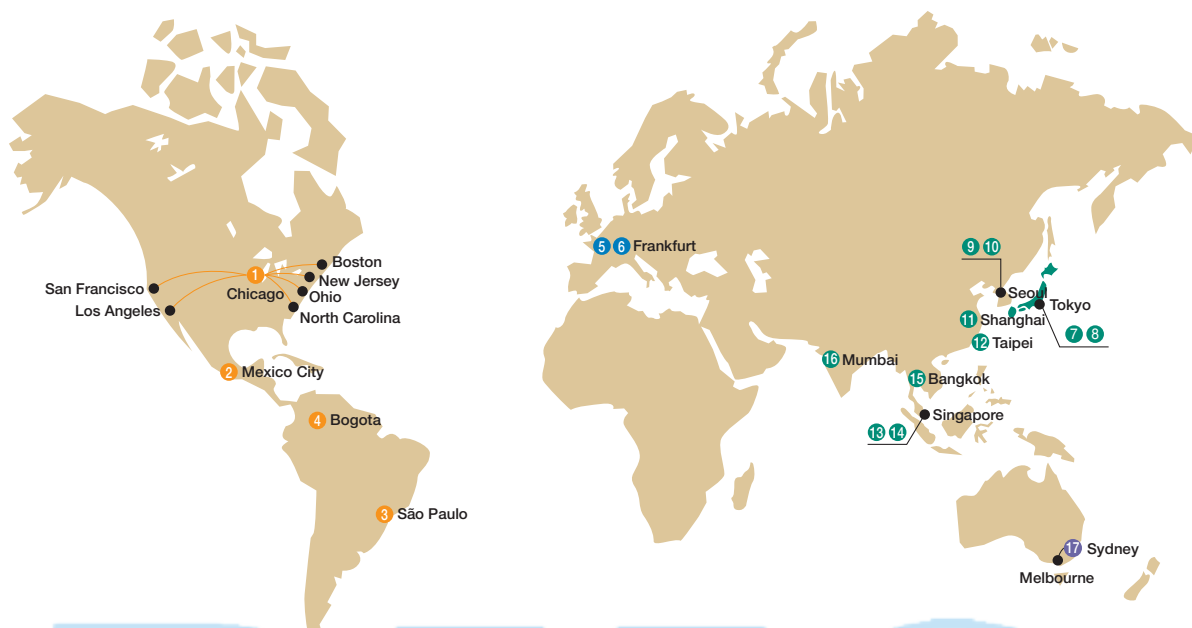 San Francisco
Los Angeles
1
Chicago
Boston
New Jersey
Ohio
North Carolina
2 Mexico City
4 Bogota
3 São Paulo
5 6 Frankfurt
9 10
Seoul
Tokyo
7 8
11 Shanghai
12 Taipei
16 Mumbai
15 Bangkok
Singapore
13 14
17 Sydney
Melbourne